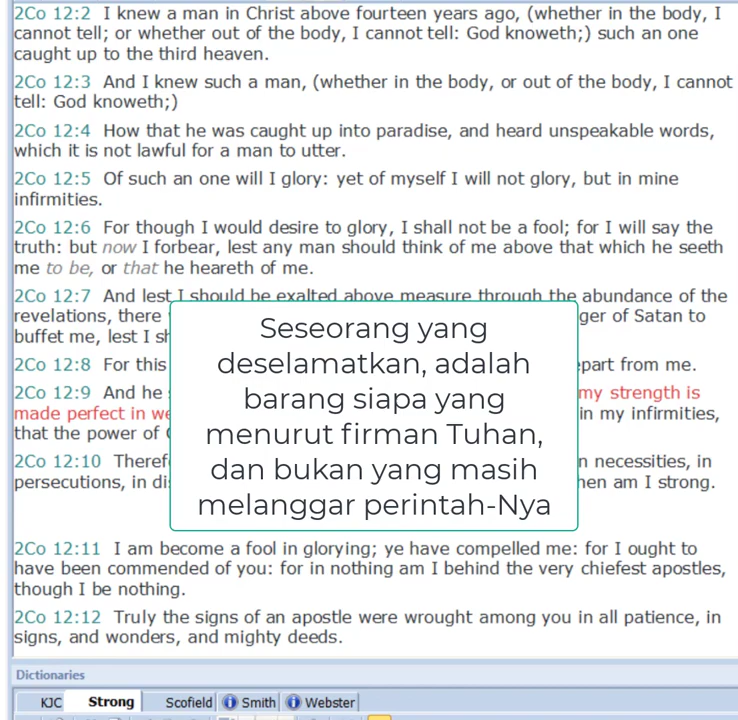 2Co 12:2 I knew a man in Christ above fourteen years ago, (whether in the body, I
cannot tell; or whether out of the body, I cannot tell: God knoweth;) such an one
caught up to the third heaven.
2Co 12:3 And I knew such a man, (whether in the body, or out of the body, I cannot
tell: God knoweth;)
2Co 12:4 How that he was caught up into paradise, and heard unspeakable words,
which it is not lawful for a man to utter.
2Co 12:5 Of such an one will I glory: yet of myself I will not glory, but in mine
infirmities.
2Co 12:6 For though I would desire to glory, I shall not be a fool; for I will say the
truth: but now I forbear, lest any man should think of me above that which he seeth
me to be, or that he heareth of me.
2Co 12:7 And lest I should be exalted above measure through the abundance of the
revelations, there ger of Satan to
buffet me, lest I sh
2Co 12:8 For this part from me.
2Co 12:9 And he my strength is
made perfect in we in my infirmities,
that the power of
2Co 12:10 Theref n necessities, in
persecutions, in di hen am I strong.
Seseorang yang
deselamatkan, adalah
barang siapa yang
menurut firman Tuhan,
dan bukan yang masih
melanggar perintah-Nya
2Co 12:11 I am become a fool in glorying; ye have compelled me: for I ought to
have been commended of you: for in nothing am I behind the very chiefest apostles,
though I be nothing.
2Co 12:12 Truly the signs of an apostle were wrought among you in all patience, in
signs, and wonders, and mighty deeds.
Dictionaries
KJC Strong Scofield Smith Webster